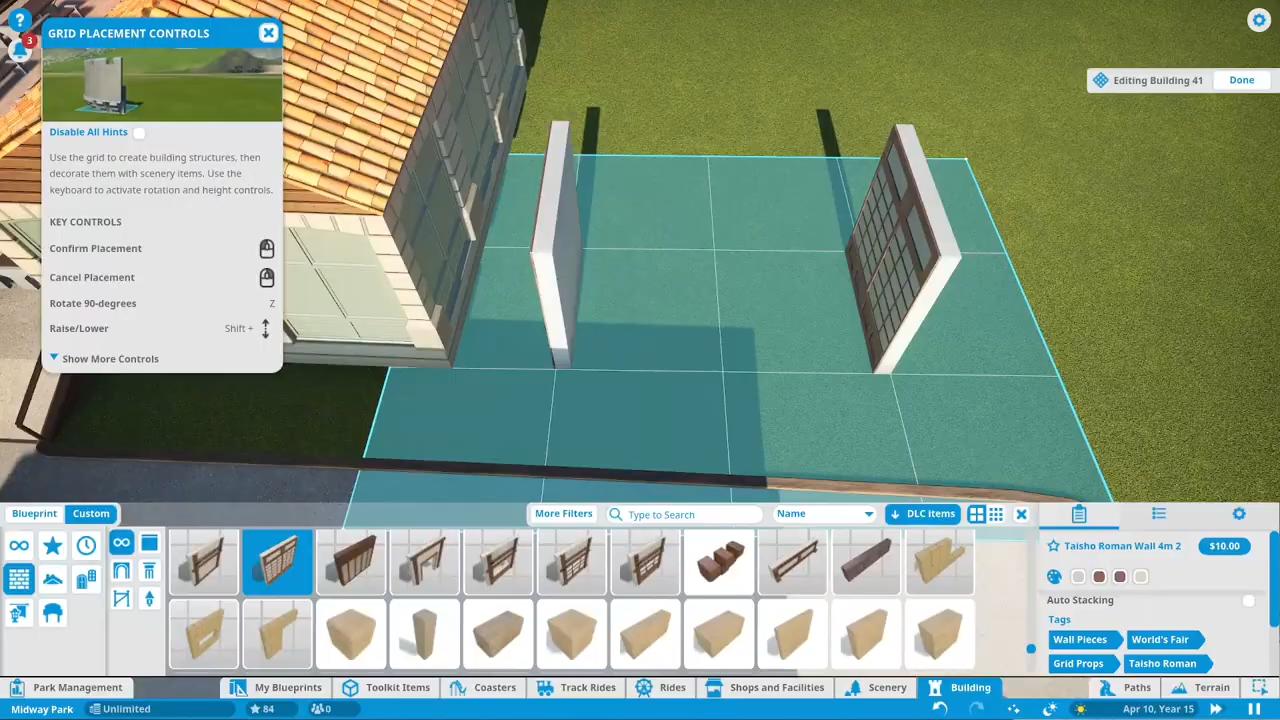 ?
3
GRID PLACEMENT CONTROLS
Disable All Hints
Use the grid to create building structures, then
decorate them with scenery items. Use the
keyboard to activate rotation and height controls.
KEY CONTROLS
Confirm Placement
Cancel Placement
Rotate 90-degrees Z
Raise/Lower Shift +
Show More Controls
Editing Building 41 Done
Blueprint Custom More Filters Type to Search Name DLC Items
Taisho Roman Wall 4m 2 $10.00
Auto Stacking
Tags
Wall Pieces World's Fair
Grid Props Taisho Roman
Park Management My Blueprints Toolkit Items Coasters Track Rides Rides Shops and Facilities Scenery Building Paths Terrain
Midway Park Unlimited 84 0 Apr 10, Year 15